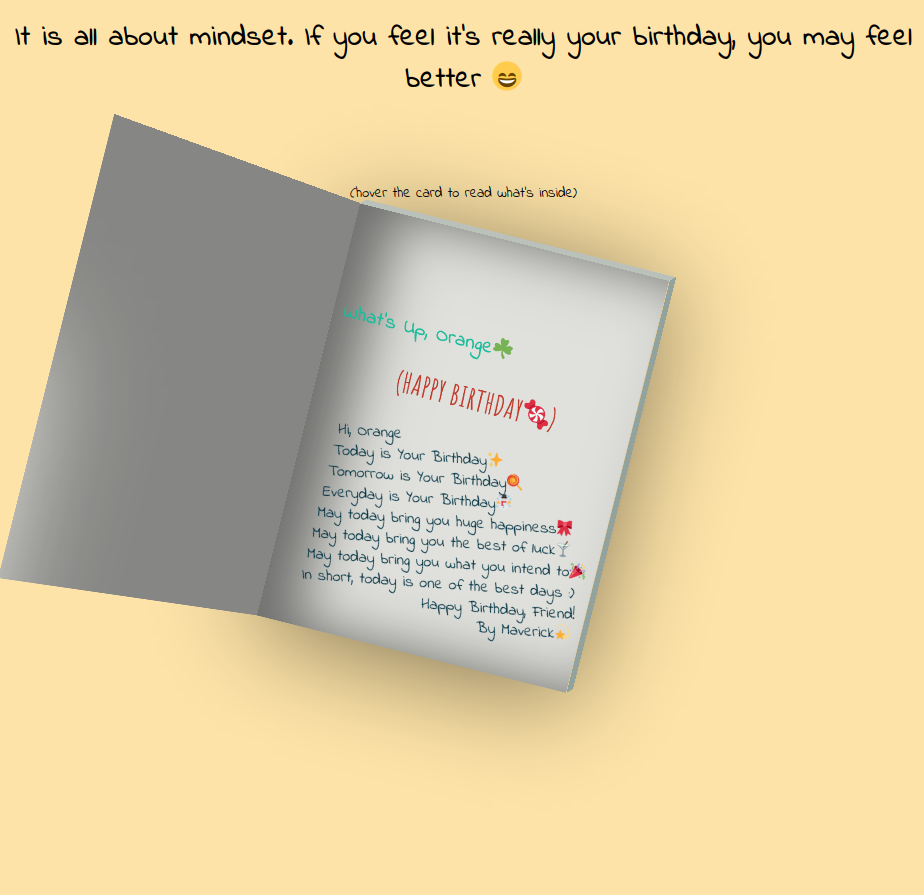 It is all about mindset. If you feel it's really your birthday, you may feel
better 😄
(hover the card to read what's inside)
What's Up, Orange☘️
(HAPPY BIRTHDAY🍬)
Hi, Orange
Today is Your Birthday✨
Tomorrow is Your Birthday🍭
Everyday is Your Birthday
May today bring you huge happiness🎀
May today bring you the best of luck🍸
May today bring you what you intend to🎉
In short, today is one of the best days :)
Happy Birthday, Friend!
By Maverick🌟